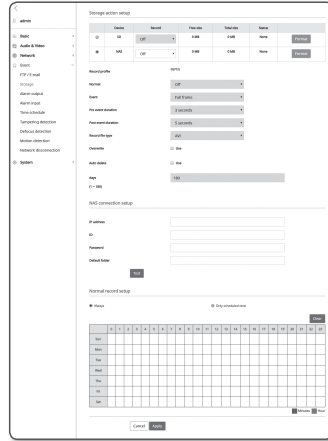 admin
Basic
Audio & Video
Network
Event
FTP / E-mail
Storage
Alarm output
Alarm input
Time schedule
Tampering detection
Defocus detection
Motion detection
Network disconnection
System
Storage action setup
Device Record Free size Total size Status
SD Off 0 MB 0 MB None Format
NAS Off 0 MB 0 MB None Format
Record profile
Normal Off
Event Full frame
Pre event duration 3 seconds
Post event duration 5 seconds
Record file type AVI
Overwrite Use
Auto delete Use
days 180
(1 ~ 180)
NAS connection setup
IP address
ID
Password
Default folder
Test
Normal record setup
Always Only scheduled time
Clear
0 1 2 3 4 5 6 7 8 9 10 11 12 13 14 15 16 17 18 19 20 21 22 23
Sun
Mon
Tue
Wed
Thu
Fri
Sat
Minutes Hour
Cancel Apply